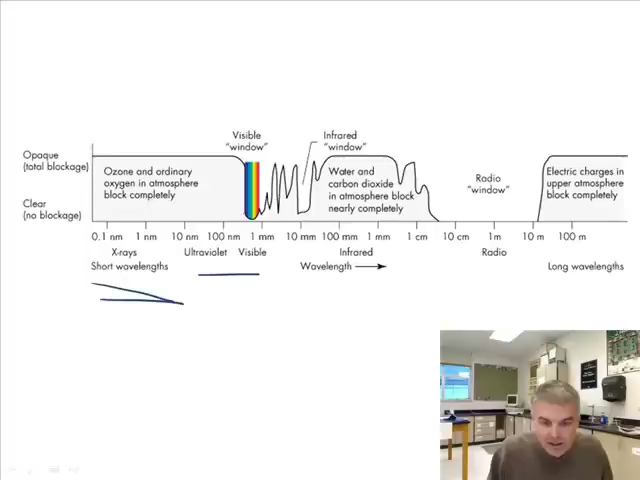 Visible
"window"
Infrared
"window"
Opaque
(total blockage)
Clear
(no blockage)
Ozone and ordinary
oxygen in atmosphere
block completely
Water and
carbon dioxide
in atmosphere block
nearly completely
Radio
"window"
Electric charges in
upper atmosphere
block completely
0.1 nm 1 nm 10 nm 100 nm 1 mm 10 mm 100 mm 1 mm 1 cm 10 cm 1m 10 m 100 m
X-rays Ultraviolet Visible Infrared Radio
Short wavelengths Wavelength Long wavelengths